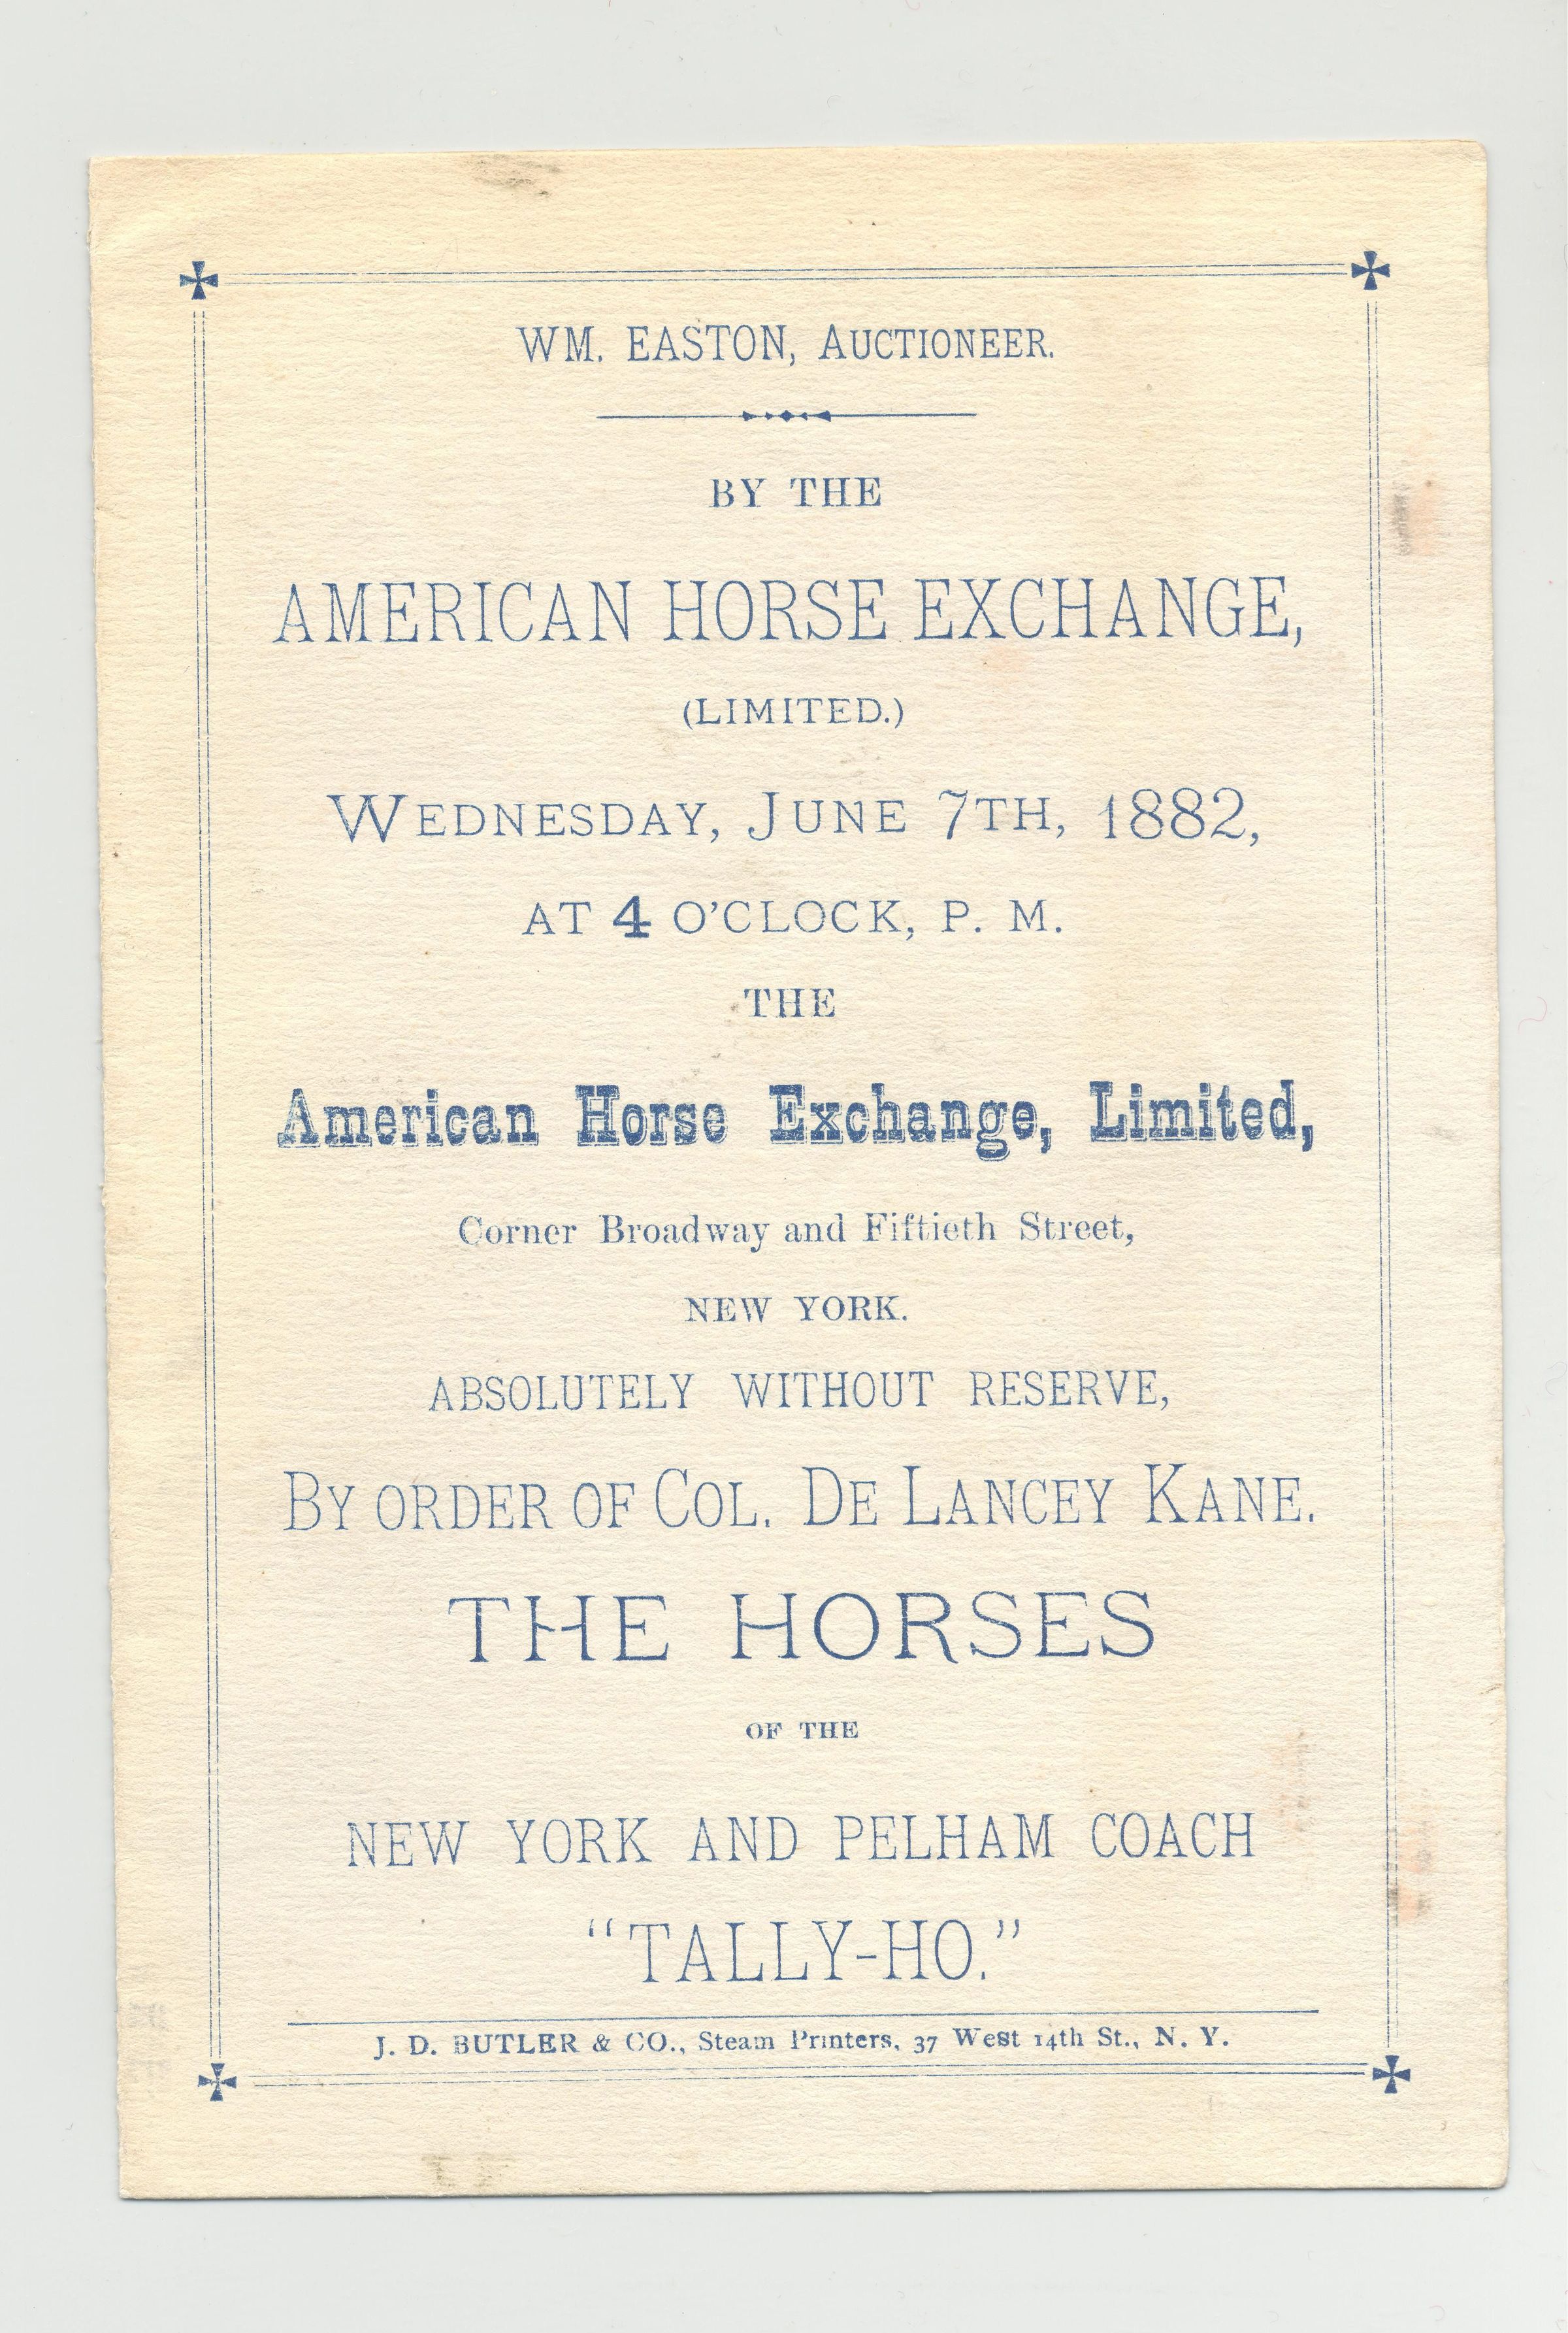 WM. EASTON, AUCTIONEER.
BY THE
AMERICAN HORSE EXCHANGE,
(LIMITED.)
WEDNESDAY, JUNE 7TH, 1882,
AT 4 O'CLOCK, P. M.
THE
American Horse Exchange, Limited,
Corner Broadway and Fiftieth Street,
NEW YORK.
ABSOLUTELY WITHOUT RESERVE,
BY ORDER OF COL. DE LANCEY KANE.
THE HORSES
OF THE
NEW YORK AND PELHAM COACH
“TALLY-HO.”
J. D. BUTLER & CO., Steam Printers, 37 West 14th St., N. Y.